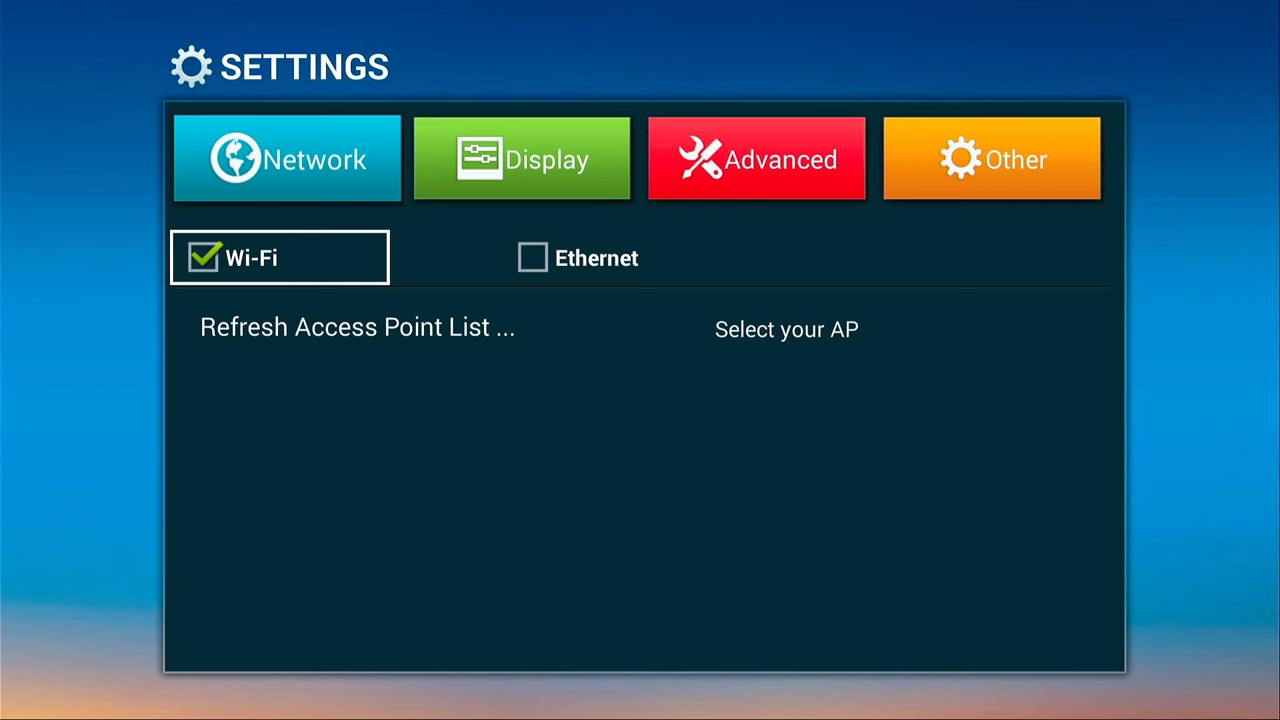 SETTINGS
Network Display Advanced Other
Wi-Fi Ethernet
Refresh Access Point List ... Select your AP